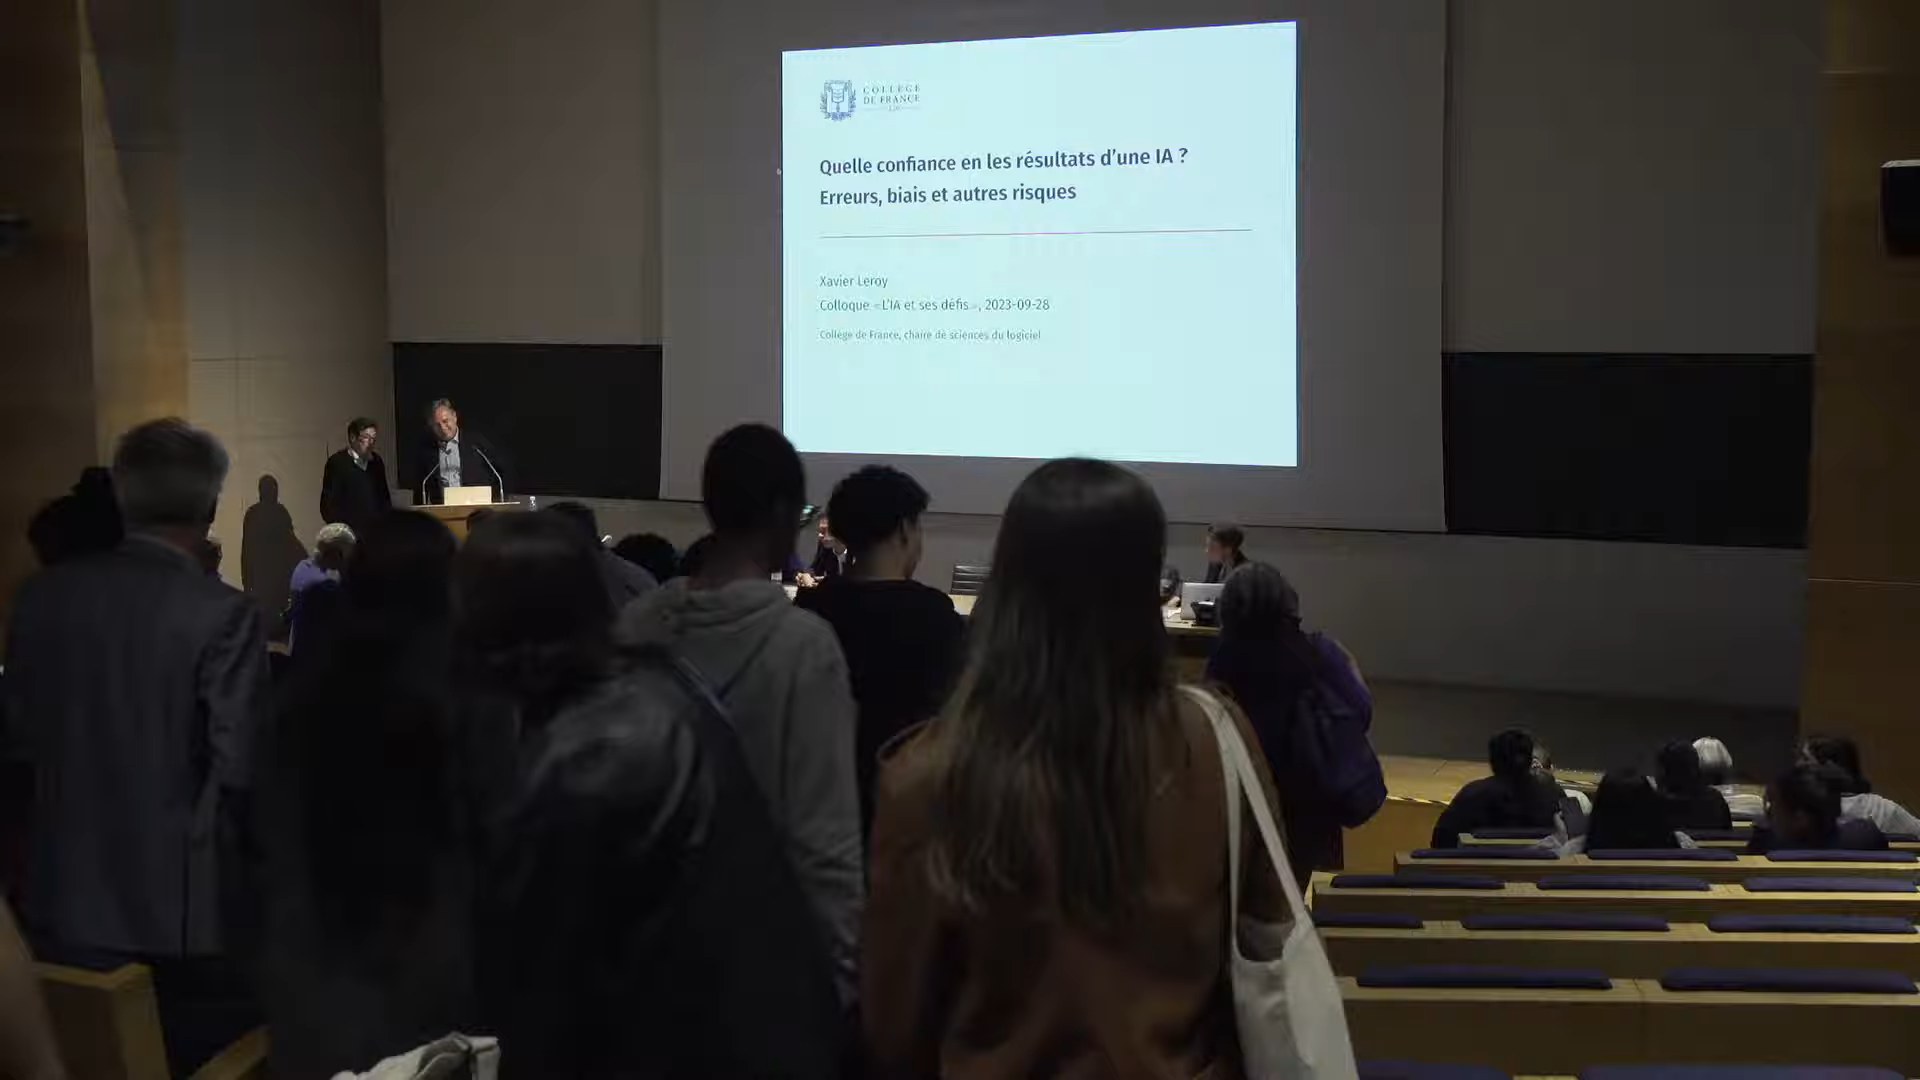 COLLÈGE
DE FRANCE
Quelle confiance en les résultats d'une IA ?
Erreurs, biais et autres risques
Xavier Leroy
Colloque «L'IA et ses défis», 2023-09-28
Collège de France, chaire de sciences du logiciel